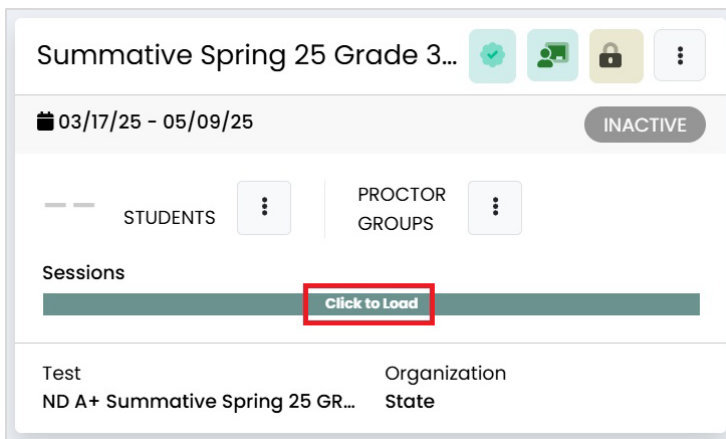 Summative Spring 25 Grade 3...
03/17/25 - 05/09/25
INACTIVE
-- STUDENTS
PROCTOR
GROUPS
Sessions
Click to Load
Test
ND A+ Summative Spring 25 GR...
Organization
State